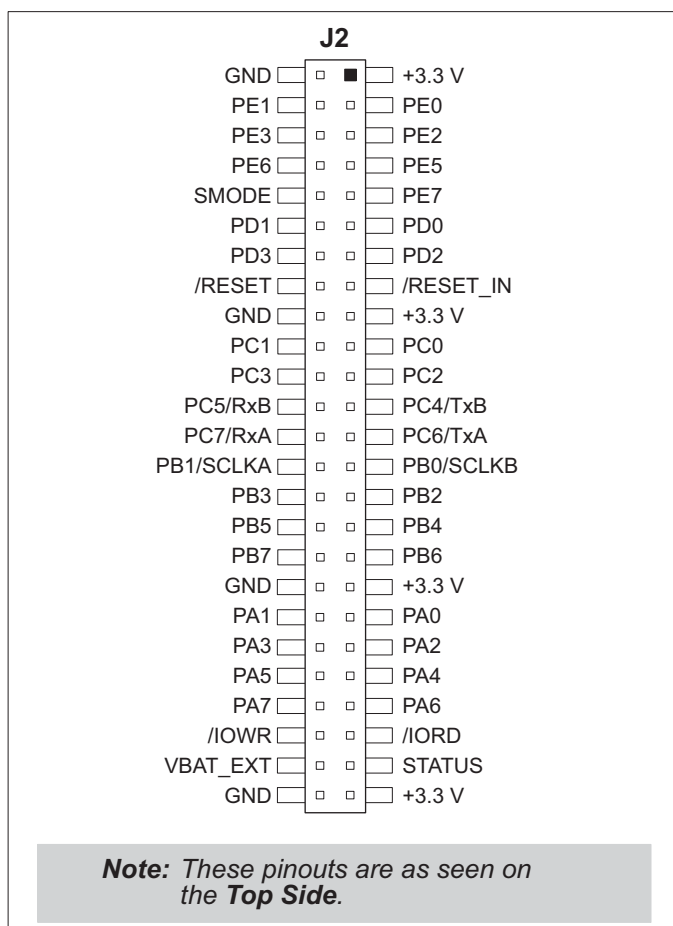 J2
GND +3.3 V
PE1 PE0
PE3 PE2
PE6 PE5
SMODE PE7
PD1 PD0
PD3 PD2
/RESET /RESET_IN
GND +3.3 V
PC1 PC0
PC3 PC2
PC5/RxB PC4/TxB
PC7/RxA PC6/TxA
PB1/SCLKA PB0/SCLKB
PB3 PB2
PB5 PB4
PB7 PB6
GND +3.3 V
PA1 PA0
PA3 PA2
PA5 PA4
PA7 PA6
/IOWR /IORD
VBAT_EXT STATUS
GND +3.3 V
Note: These pinouts are as seen on
the Top Side.